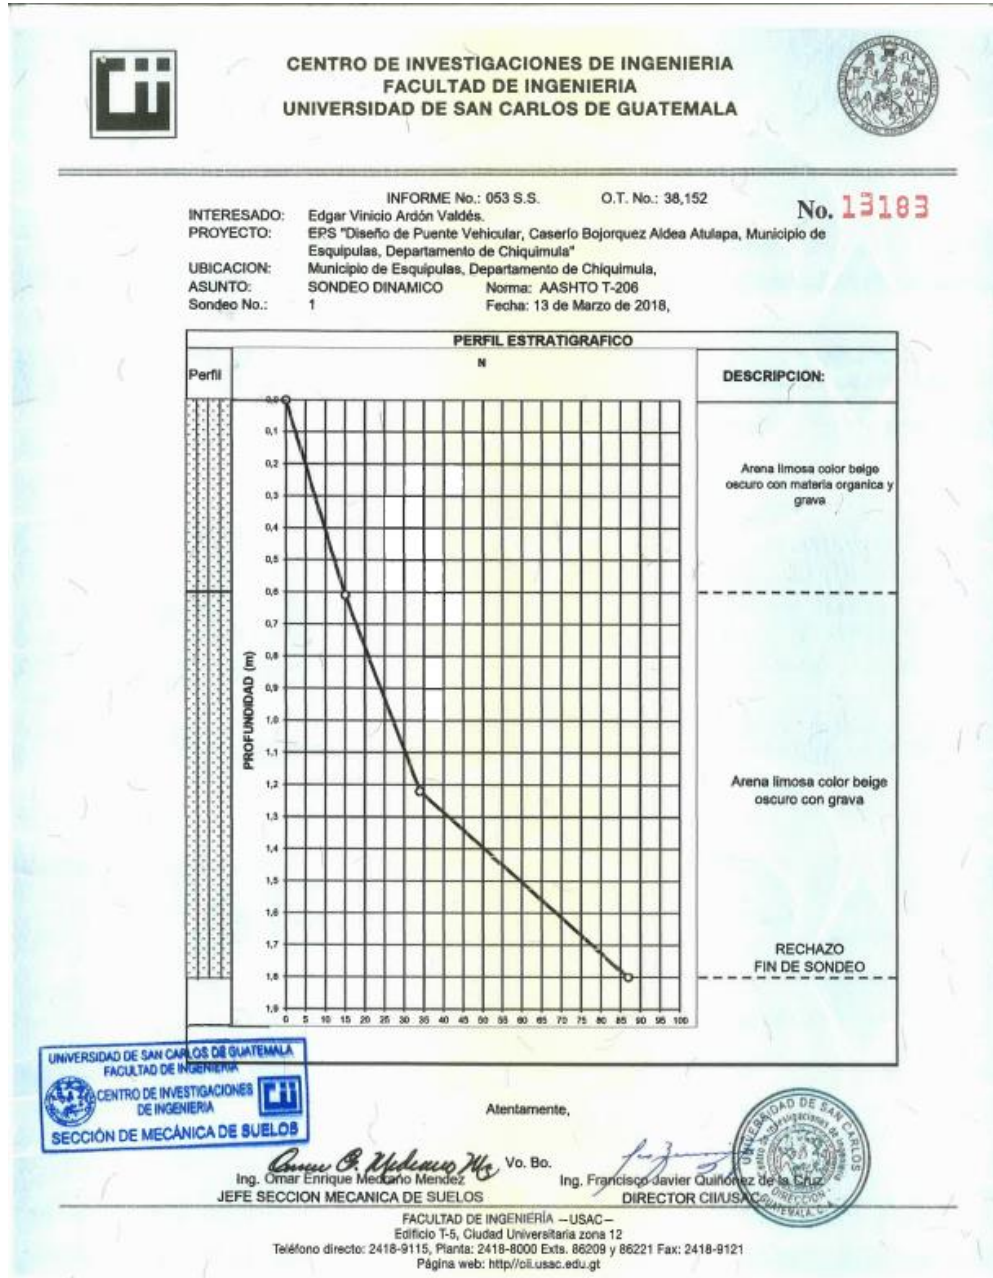 cii
CENTRO DE INVESTIGACIONES DE INGENIERIA
FACULTAD DE INGENIERIA
UNIVERSIDAD DE SAN CARLOS DE GUATEMALA
INFORME No.: 053 S.S. O.T. No.: 38,152
No. 13183
INTERESADO: Edgar Vinicio Ardón Valdés.
PROYECTO: EPS "Diseño de Puente Vehicular, Caserío Bojorquez Aldea Atulapa, Municipio de
Esquipulas, Departamento de Chiquimula"
UBICACION: Municipio de Esquipulas, Departamento de Chiquimula,
ASUNTO: SONDEO DINAMICO Norma: AASHTO T-206
Sondeo No.: 1 Fecha: 13 de Marzo de 2018,
PERFIL ESTRATIGRAFICO
Perfil
N
DESCRIPCION:
PROFUNDIDAD (m)
0,0
0,1
0,2
0,3
0,4
0,5
0,6
0,7
0,8
0,9
1,0
1,1
1,2
1,3
1,4
1,5
1,6
1,7
1,8
1,9
0 5 10 15 20 25 30 35 40 45 50 55 60 65 70 75 80 85 90 95 100
Arena limosa color beige
oscuro con materia organica y
grava
Arena limosa color beige
oscuro con grava
RECHAZO
FIN DE SONDEO
UNIVERSIDAD DE SAN CARLOS DE GUATEMALA
FACULTAD DE INGENIERIA
CENTRO DE INVESTIGACIONES
DE INGENIERIA
cii
SECCIÓN DE MECÁNICA DE SUELOS
Atentamente,
Vo. Bo.
Ing. Omar Enrique Medrano Mendez
JEFE SECCION MECANICA DE SUELOS
Ing. Francisco Javier Quiñónez de la Cruz
DIRECTOR CII/USAC
UNIVERSIDAD DE SAN CARLOS
DIRECCION
GUATEMALA, C. A.
FACULTAD DE INGENIERÍA —USAC—
Edificio T-5, Ciudad Universitaria zona 12
Teléfono directo: 2418-9115, Planta: 2418-8000 Exts. 86209 y 86221 Fax: 2418-9121
Página web: http//cii.usac.edu.gt